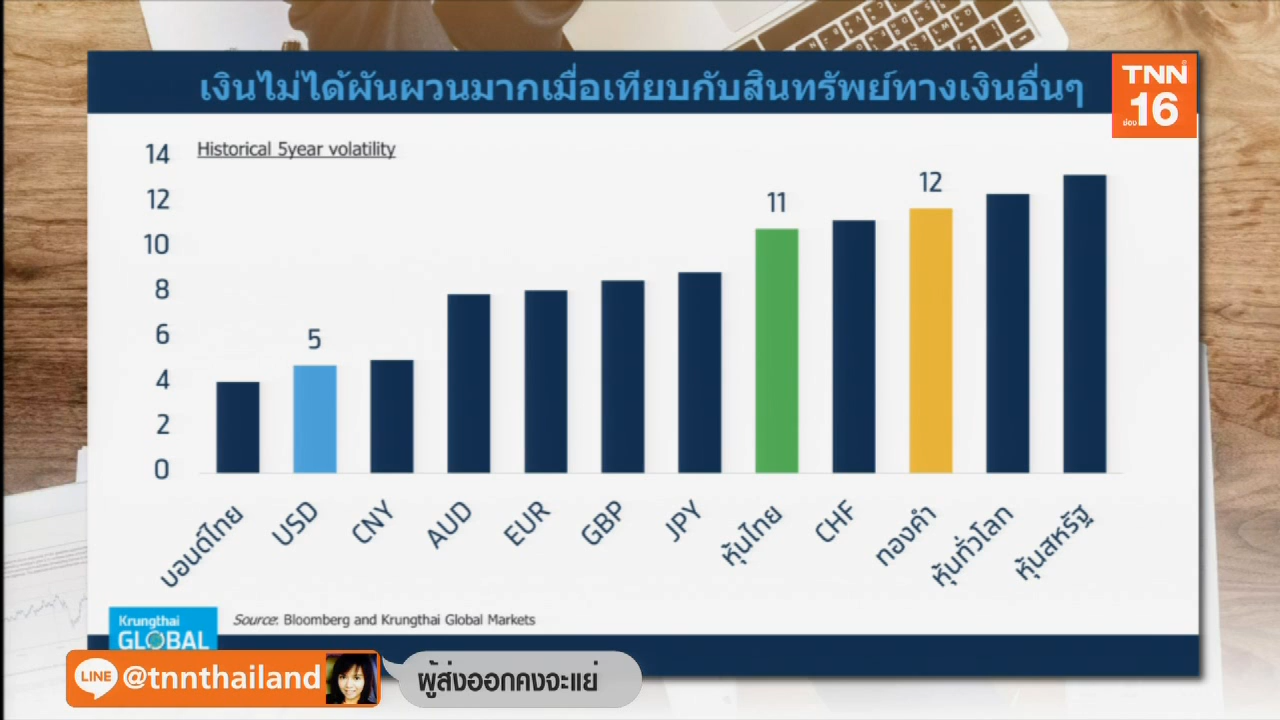 เงินไม่ได้ผันผวนมากเมื่อเทียบกับสินทรัพย์ทางเงินอื่นๆ
TNN
ช่อง 16
Historical 5year volatility
14
12
10
8
6
4
2
0
5
11
12
บอนด์ไทย
USD
CNY
AUD
EUR
GBP
JPY
หุ้นไทย
CHF
ทองคำ
หุ้นทั่วโลก
หุ้นสหรัฐ
Source: Bloomberg and Krungthai Global Markets
Krungthai
GLOBAL
LINE @tnnthailand
ผู้ส่งออกคงจะแย่